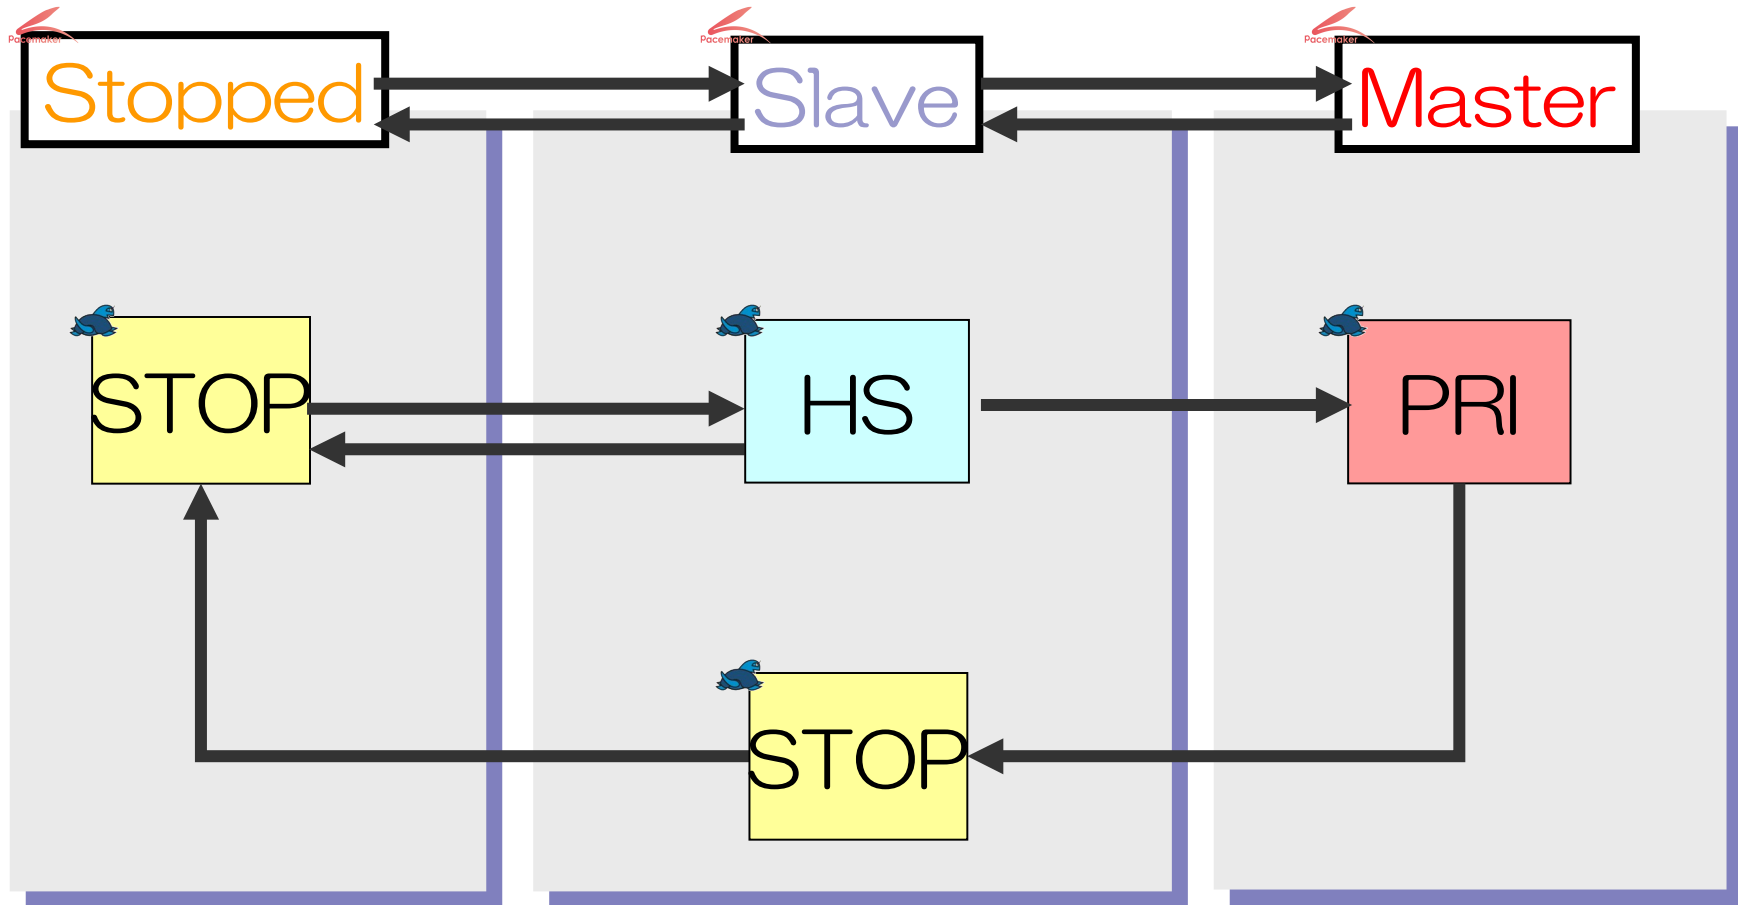 Pacemaker
Pacemaker
Pacemaker
Stopped
Slave
Master
STOP
HS
PRI
STOP